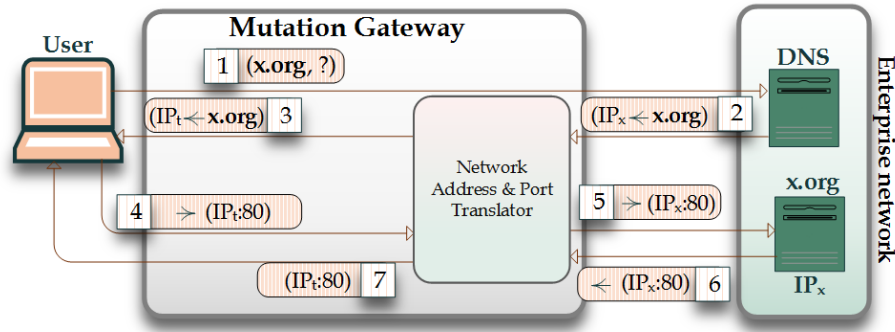 Mutation Gateway
User
1 (x.org, ?)
DNS
(IPt ← x.org) 3
(IPx ← x.org) 2
Network
Address & Port
Translator
x.org
4 → (IPt:80)
5 → (IPx:80)
(IPt:80) 7
← (IPx:80) 6
IPx
Enterprise network